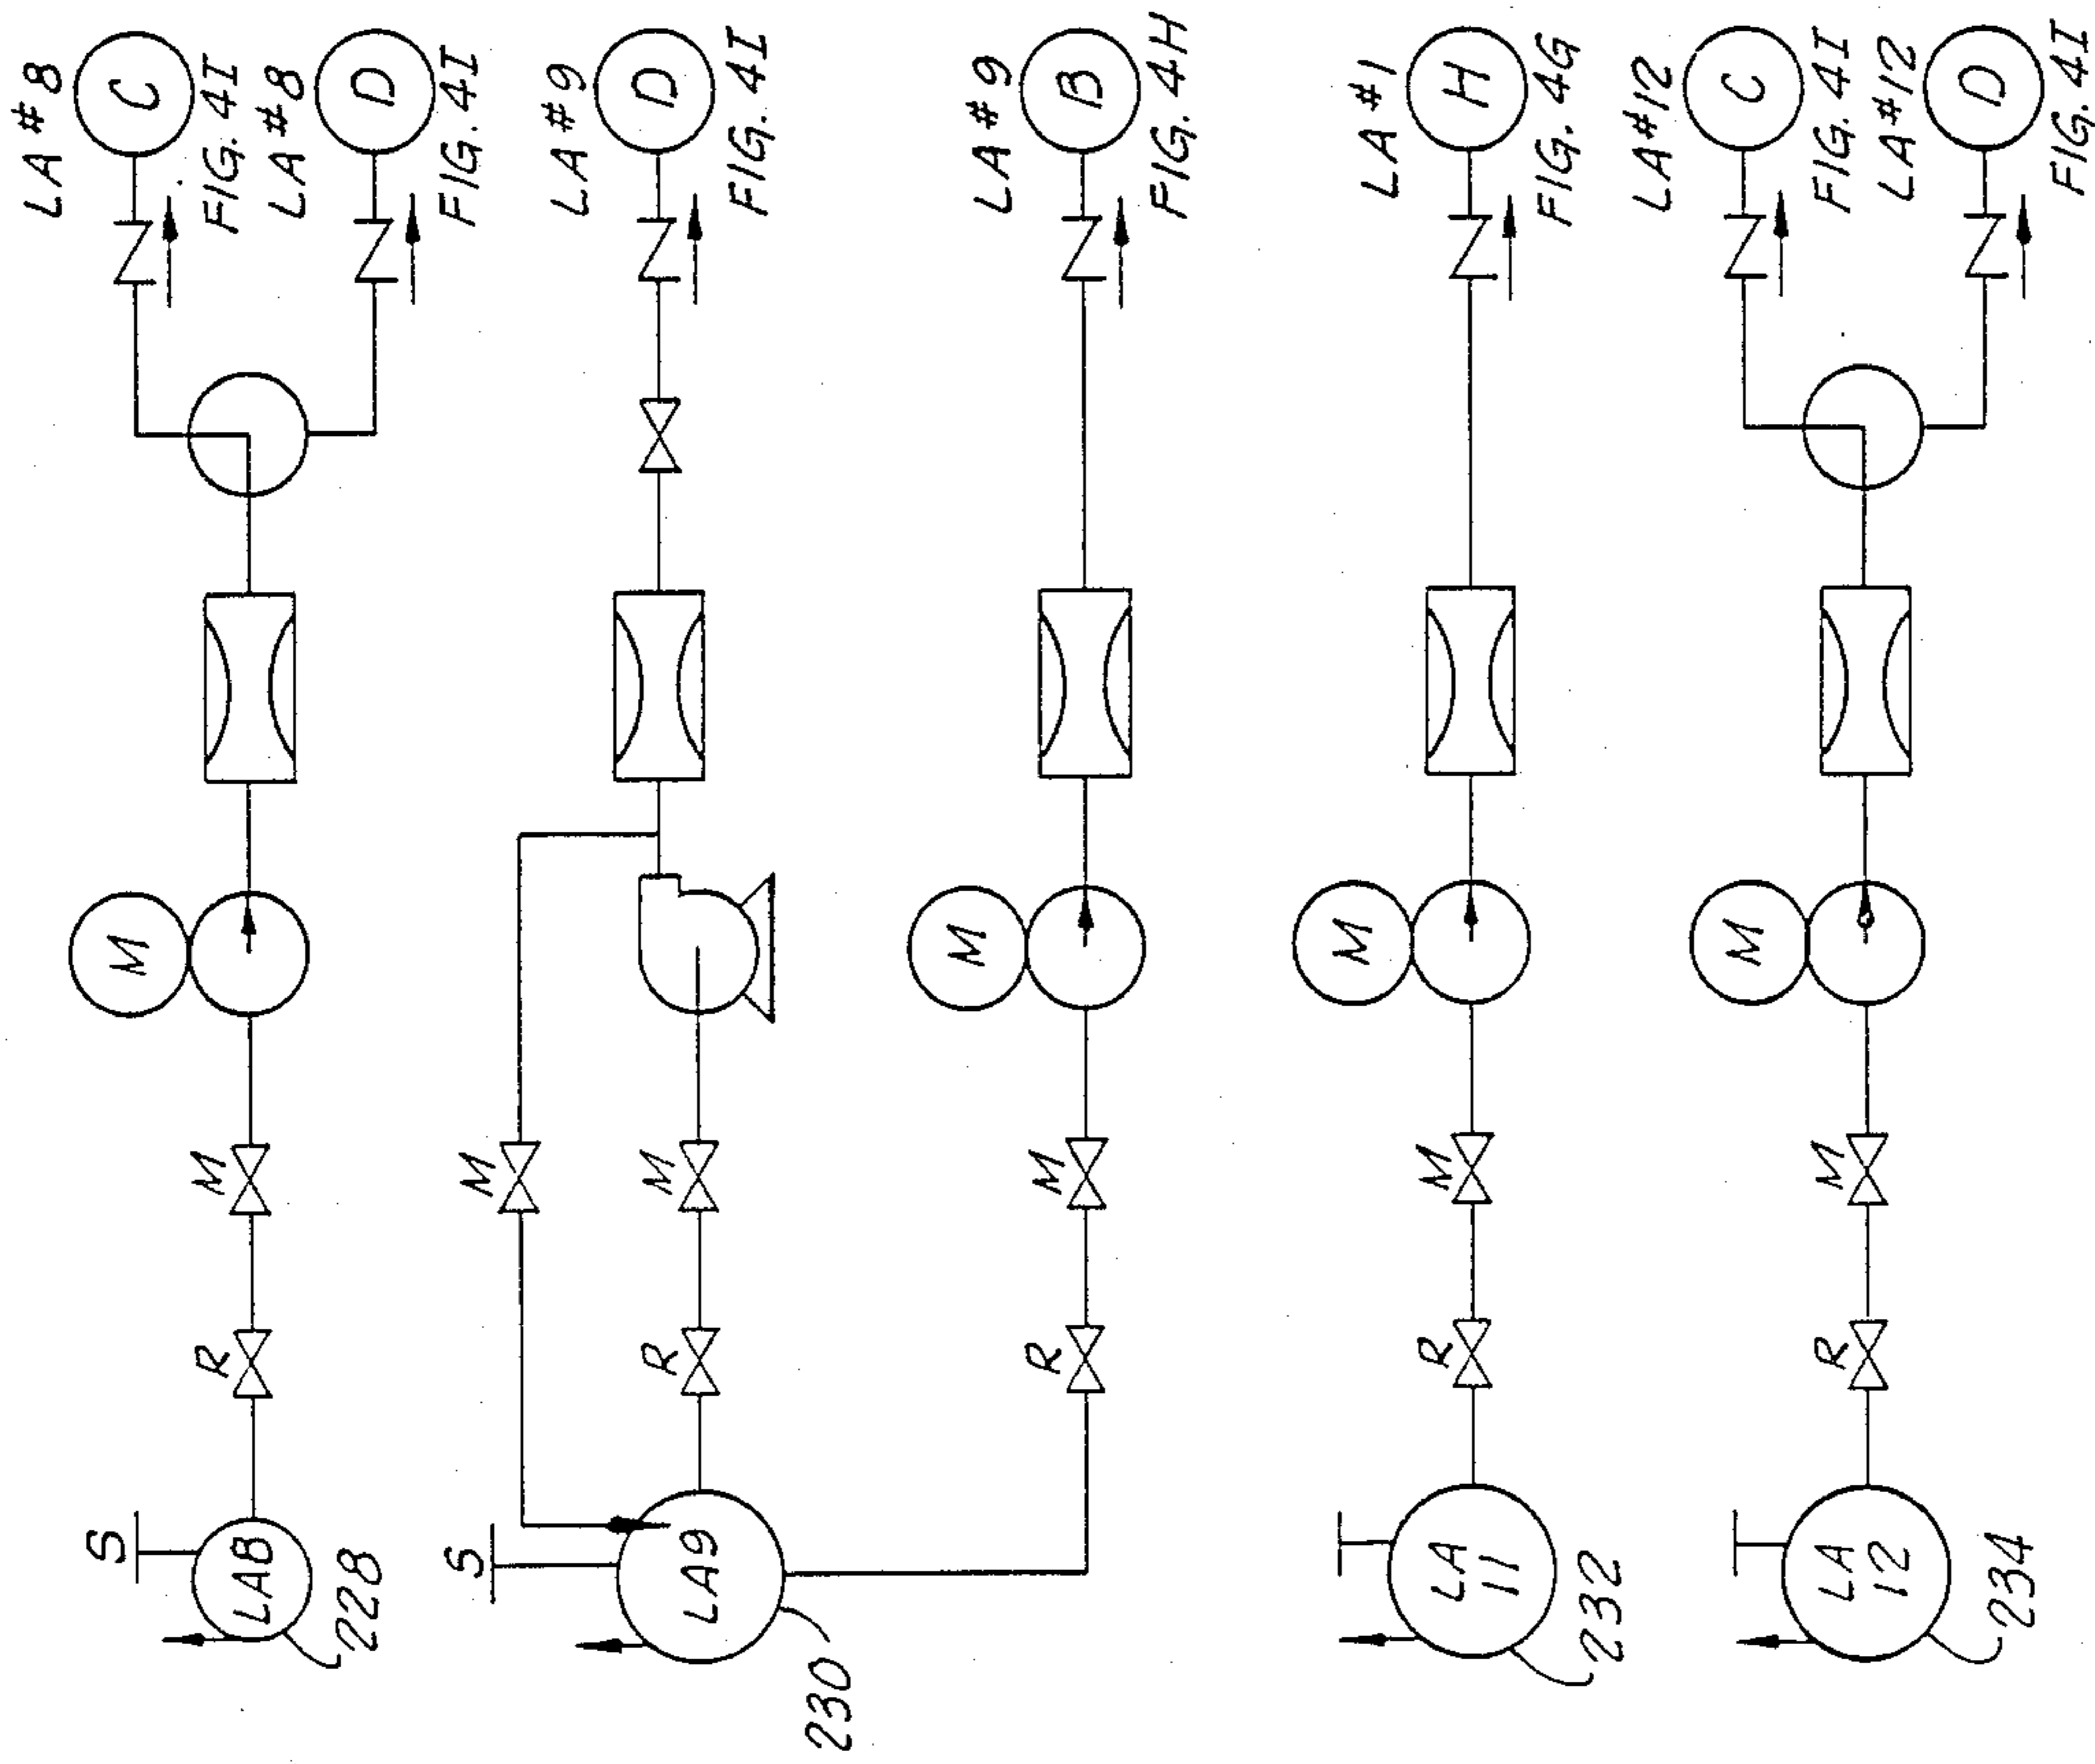 LA #8
C
FIG. 4I
LA #8
D
FIG. 4I
LA #9
D
FIG. 4I
LA #9
B
FIG. 4H
LA #1
H
FIG. 4G
LA #12
C
FIG. 4I
LA #12
D
FIG. 4I
M
M
M
M
M
M
M
M
M
M
R
R
R
R
R
S
LA8
228
S
LA9
230
LA
11
232
LA
12
234